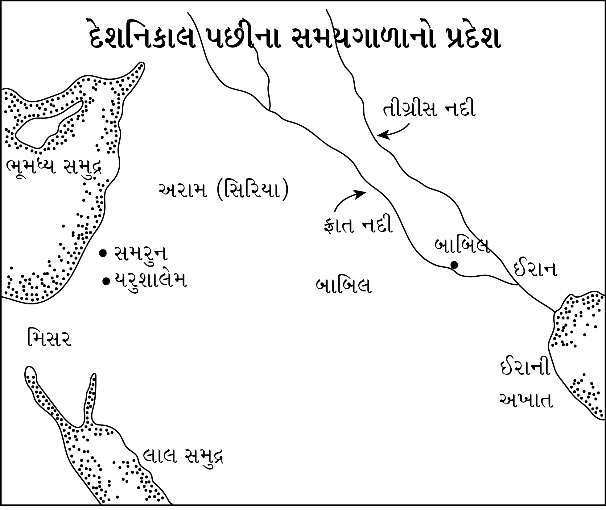 દેશનિકાલ પછીના સમયગાળાનો પ્રદેશ
તીગ્રીસ નદી
ભૂમધ્ય સમુદ્ર
અરામ (સિરિયા)
ફ્રાત નદી
સમરુન
બાબિલ
યરુશાલેમ
બાબિલ
ઈરાન
મિસર
ઈરાની
અખાત
લાલ સમુદ્ર